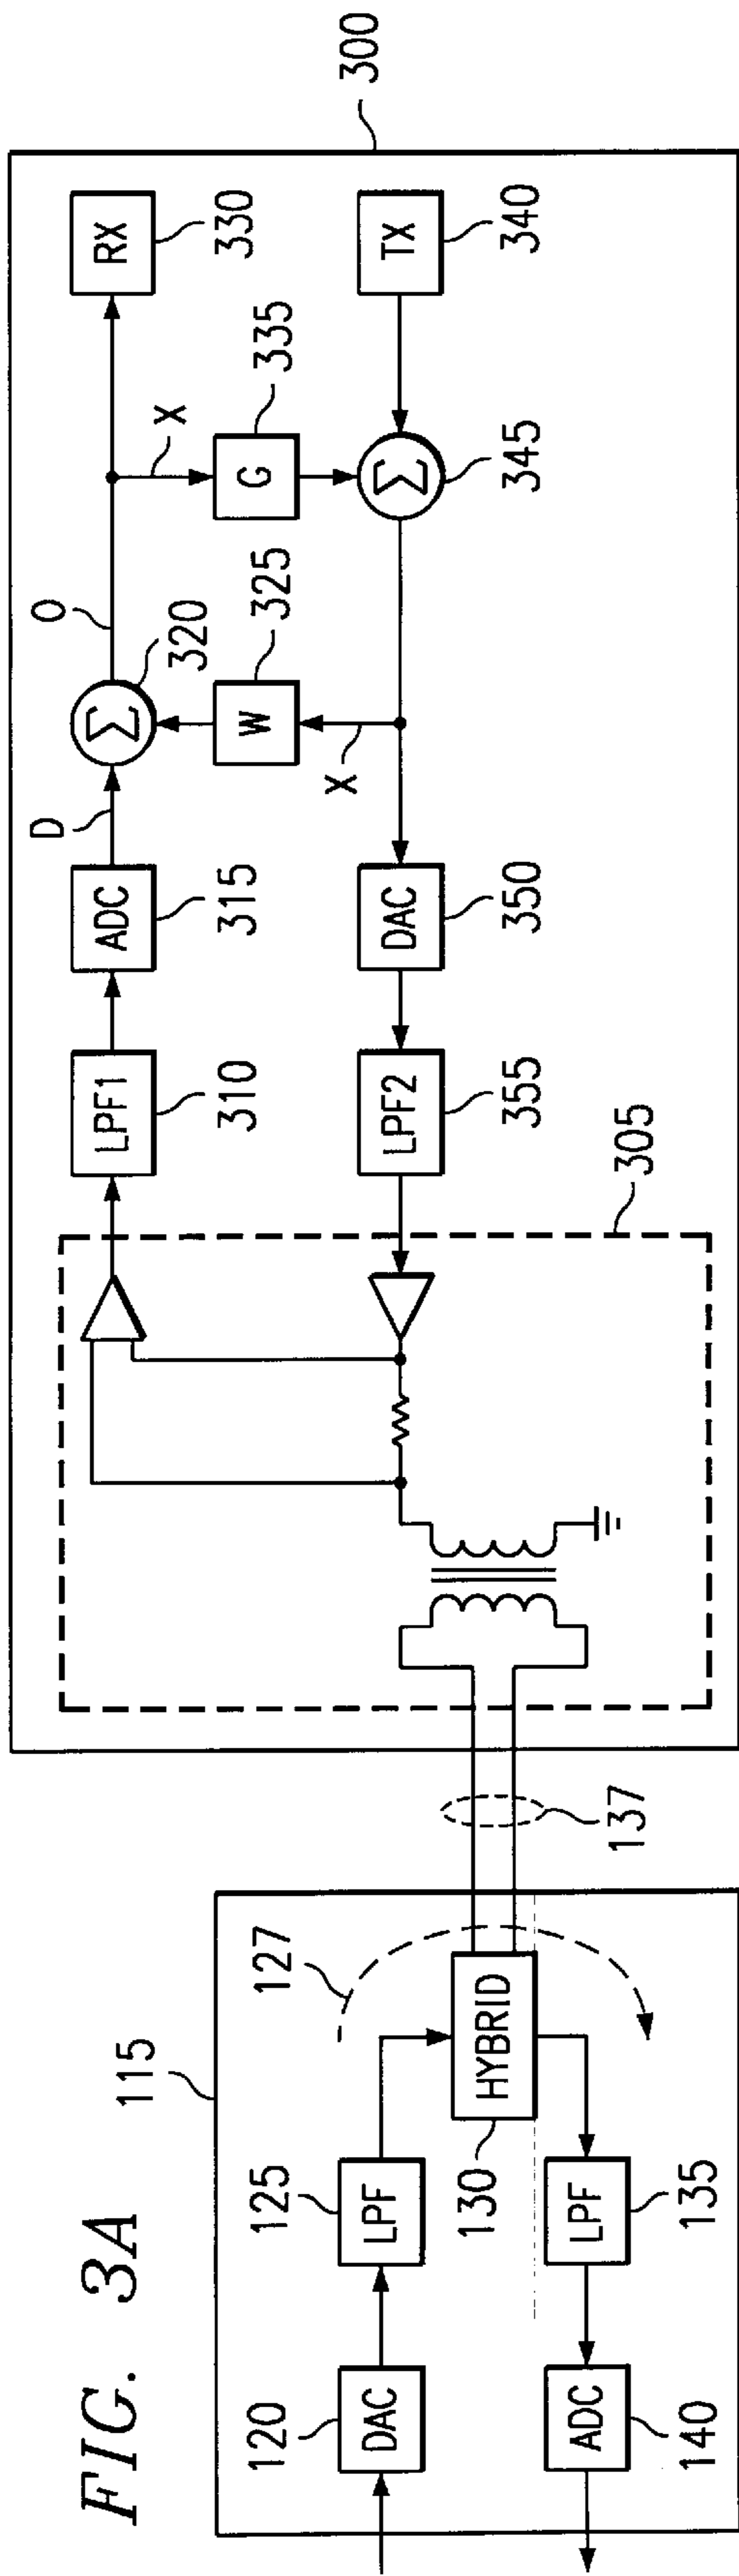 FIG. 3A
115
120
DAC
125
LPF
127
HYBRID
130
LPF
135
ADC
140
137
300
305
LPF1
310
ADC
315
D
Σ
320
O
W
325
X
X
G
335
RX
330
TX
340
Σ
345
DAC
350
LPF2
355